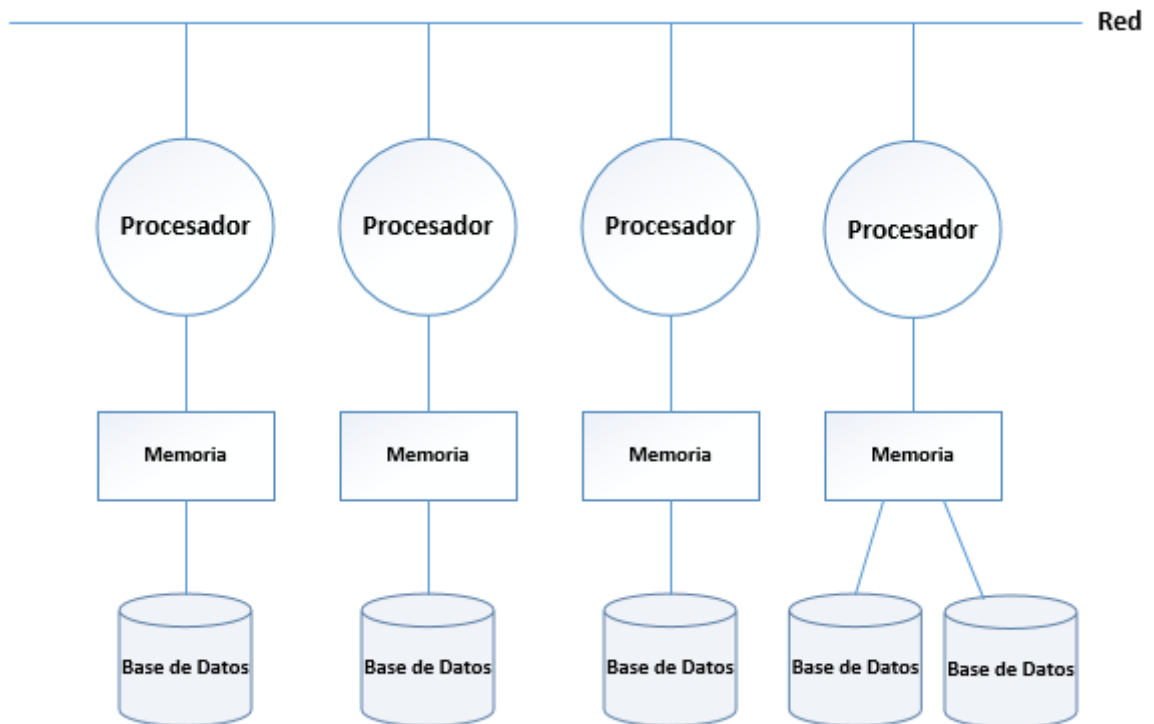 Red
Procesador
Procesador
Procesador
Procesador
Memoria
Memoria
Memoria
Memoria
Base de Datos
Base de Datos
Base de Datos
Base de Datos
Base de Datos